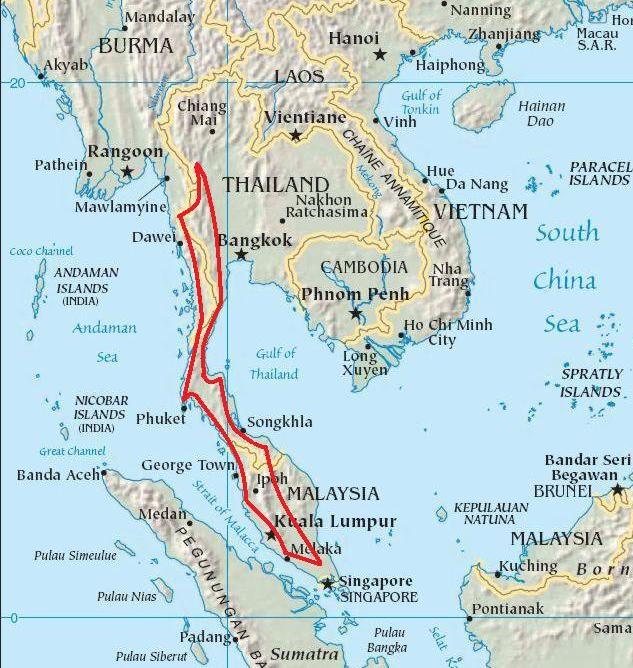 Nanning
Mandalay
BURMA
Hanoi
Zhanjiang
Macau
S.A.R.
Akyab
Haiphong
20
LAOS
Gulf of
Tonkin
Hainan
Dao
Chiang
Mai
Vientiane
Vinh
Rangoon
Pathein
CHAÎNE ANNAMITIQUE
Mekong
Hue
Da Nang
PARACEL
ISLANDS
THAILAND
Mawlamyine
Nakhon
Ratchasima
VIETNAM
Dawei
Bangkok
South
China
Sea
Coco Channel
ANDAMAN
ISLANDS
(INDIA)
CAMBODIA
Nha
Trang
Phnom Penh
Andaman
Sea
Ho Chi Minh
City
Gulf of
Thailand
Long
Xuyen
SPRATLY
ISLANDS
NICOBAR
ISLANDS
(INDIA)
Phuket
Songkhla
Great Channel
Banda Aceh
George Town
Ipoh
Bandar Seri
Begawan
BRUNEI
Strait of Malacca
MALAYSIA
Medan
Kuala Lumpur
KEPULAUAN
NATUNA
MALAYSIA
Pulau Simeulue
Melaka
Kuching
Born
Singapore
SINGAPORE
Pulau Nias
PEGUNUNGAN BA
Pontianak
0
Padang
Pulau
Bangka
Selat.
Sama
Pulau Siberut
Sumatra